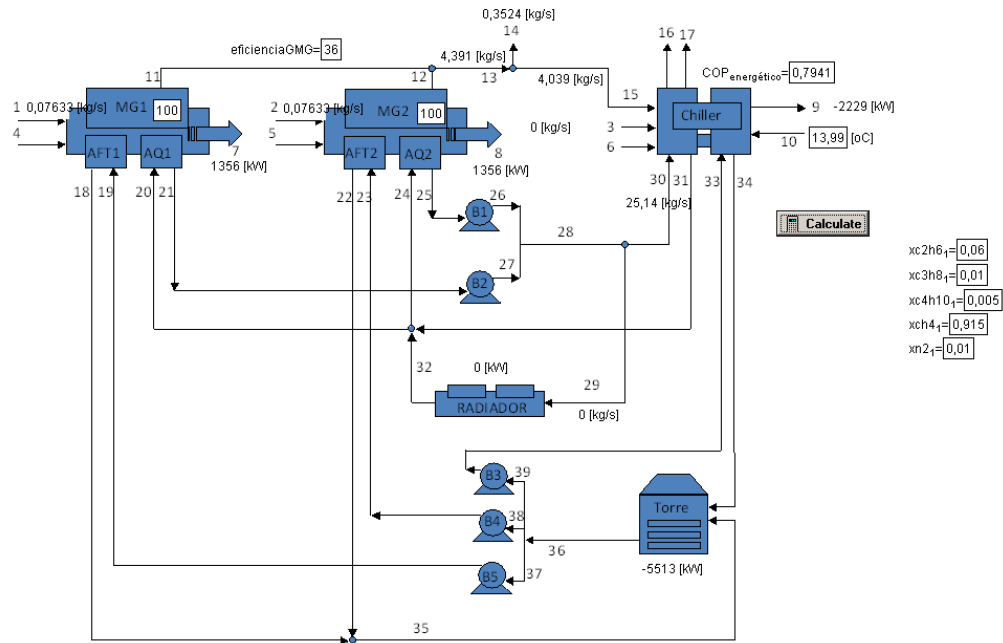 0,3524 [kg/s]
14
16 17
eficienciaGMG= 36
4,391 [kg/s]
COPenergético= 0,7941
11
12
13
4,039 [kg/s]
1 0,07633 [kg/s]
MG1 100
2 0,07633 [kg/s]
MG2 100
15
9 -2229 [kW]
Chiller
4
5
0 [kg/s]
3
10 13,99 [oC]
6
7
8
AFT1 AQ1
AFT2 AQ2
1356 [kW]
1356 [kW]
18 19 20 21
22 23 24 25
26
30 31 33 34
25,14 [kg/s]
B1
Calculate
28
27
B2
xc2h6₁= 0,06
xc3h8₁= 0,01
xc4h10₁= 0,005
xch4₁= 0,915
xn2₁= 0,01
32
0 [kW]
29
RADIADOR
0 [kg/s]
B3
39
Torre
B4
38
36
-5513 [kW]
B5
37
35